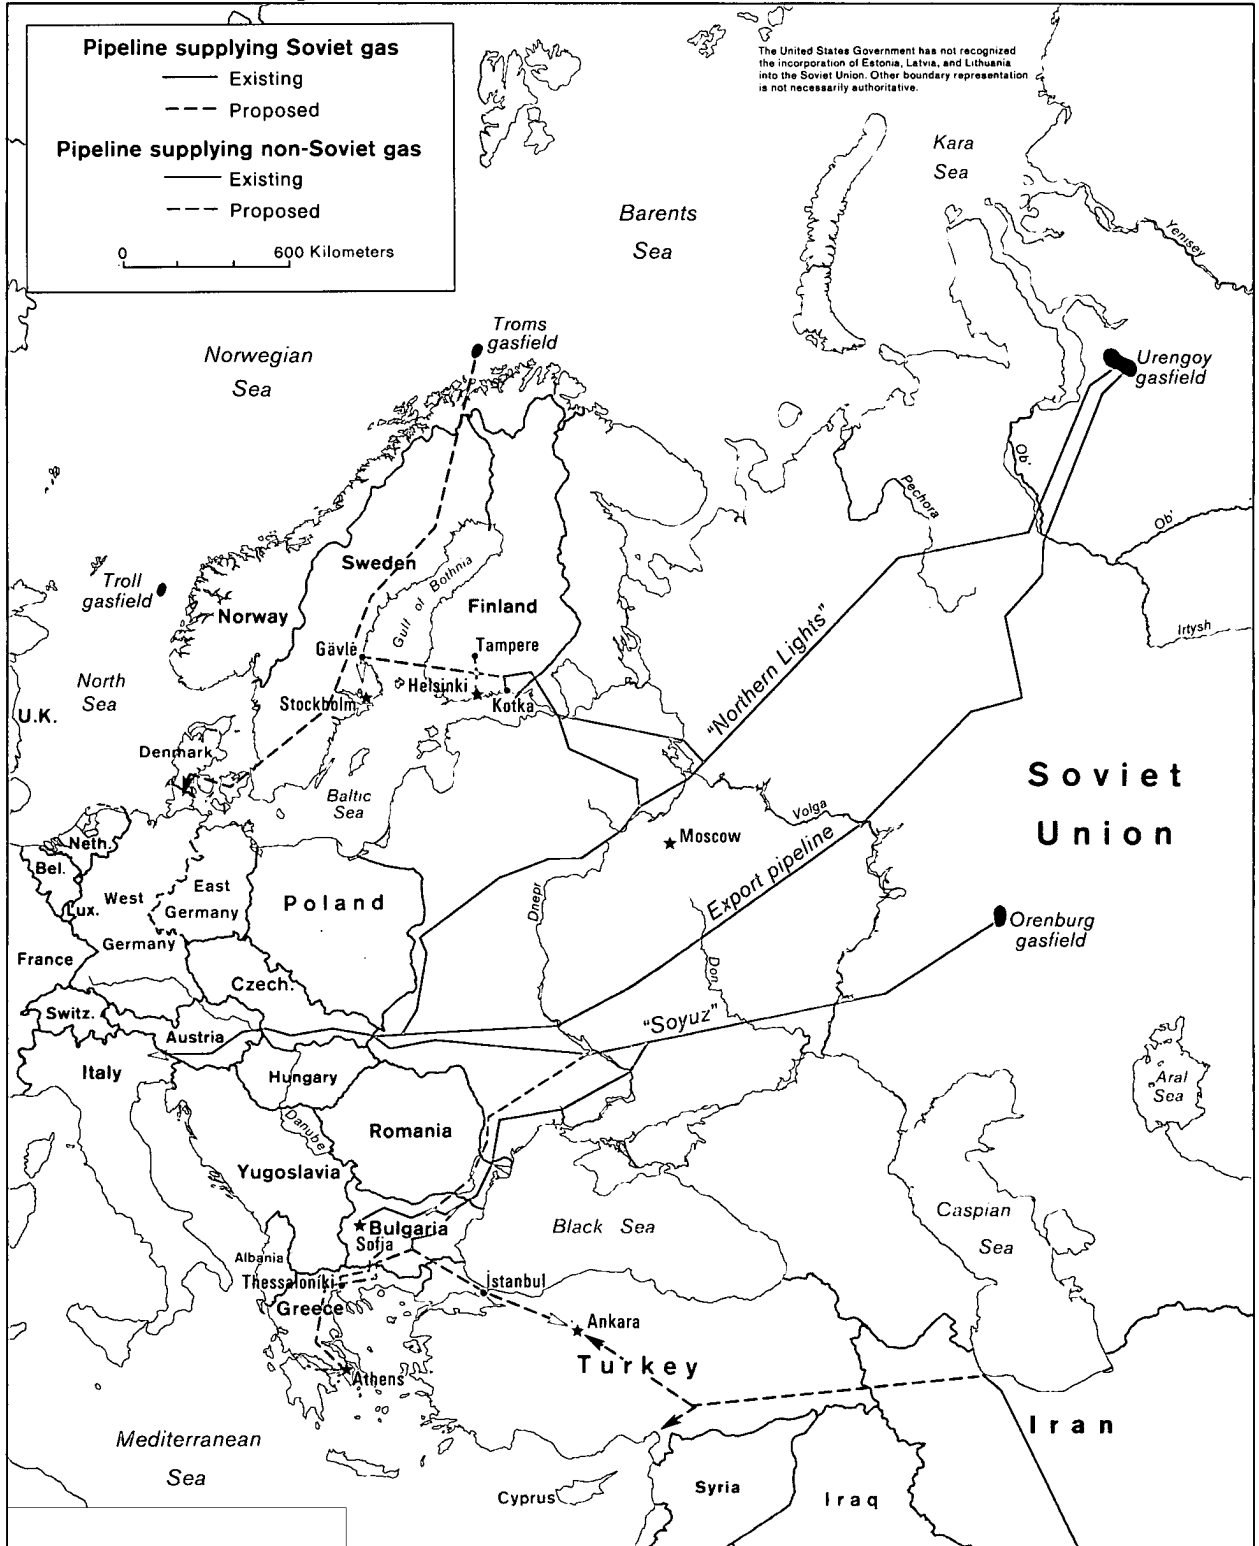 Pipeline supplying Soviet gas
Existing
Proposed
Pipeline supplying non-Soviet gas
Existing
Proposed
0 600 Kilometers
The United States Government has not recognized
the incorporation of Estonia, Latvia, and Lithuania
into the Soviet Union. Other boundary representation
is not necessarily authoritative.
Kara
Sea
Barents
Sea
Yenisey
Troms
gasfield
Norwegian
Sea
Urengoy
gasfield
Ob'
Pechora
Ob'
Irtysh
Sweden
Gulf of Bothnia
Troll
gasfield
Norway
Finland
Gävle
Tampere
"Northern Lights"
North
Sea
Helsinki
Stockholm
Kotka
U.K.
Denmark
Baltic
Sea
Soviet
Union
Volga
Moscow
Neth.
Bel.
Lux.
West
Germany
East
Germany
Poland
Dnepr
Export pipeline
Don
Orenburg
gasfield
France
Czech.
Switz.
Austria
"Soyuz"
Italy
Hungary
Aral
Sea
Danube
Romania
Yugoslavia
Black Sea
Caspian
Sea
Bulgaria
Sofia
Albania
Thessaloníki
İstanbul
Greece
Ankara
Turkey
Athens
Iran
Mediterranean
Sea
Cyprus
Syria
Iraq